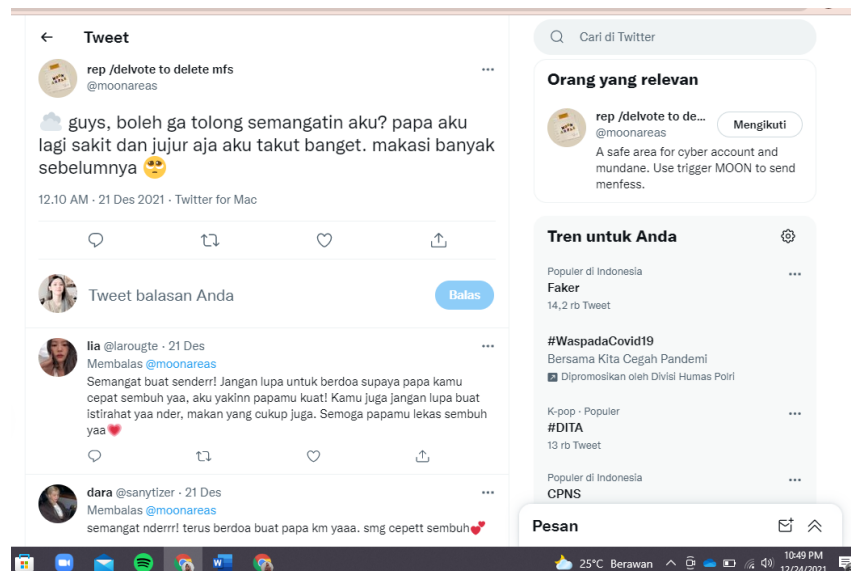 Tweet
rep /delvote to delete mfs
@moonareas
guys, boleh ga tolong semangatin aku? papa aku
lagi sakit dan jujur aja aku takut banget. makasi banyak
sebelumnya 🥺
12.10 AM · 21 Des 2021 · Twitter for Mac
Tweet balasan Anda
Balas
lia @larougte · 21 Des
Membalas @moonareas
Semangat buat senderr! Jangan lupa untuk berdoa supaya papa kamu
cepat sembuh yaa, aku yakinn papamu kuat! Kamu juga jangan lupa buat
istirahat yaa nder, makan yang cukup juga. Semoga papamu lekas sembuh
yaa
dara @sanytizer · 21 Des
Membalas @moonareas
semangat nderrr! terus berdoa buat papa km yaaa. smg cepett sembuh💕
Cari di Twitter
Orang yang relevan
rep /delvote to de...
@moonareas
Mengikuti
A safe area for cyber account and
mundane. Use trigger MOON to send
menfess.
Tren untuk Anda
Populer di Indonesia
Faker
14,2 rb Tweet
#WaspadaCovid19
Bersama Kita Cegah Pandemi
Dipromosikan oleh Divisi Humas Polri
K-pop · Populer
#DITA
13 rb Tweet
Populer di Indonesia
CPNS
Pesan
25°C Berawan
10:49 PM
12/24/2021